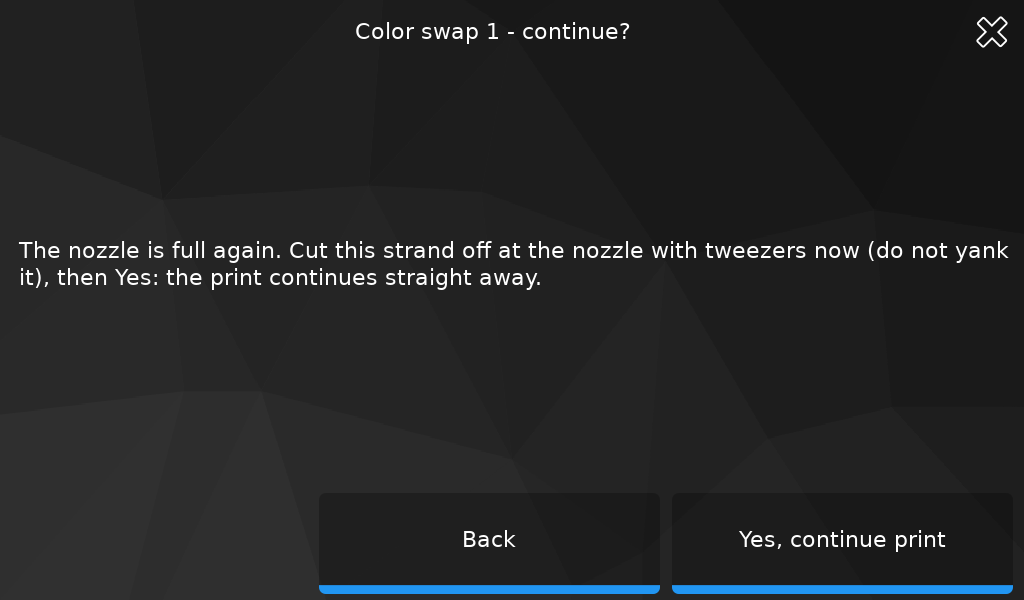 Color swap 1 - continue?
The nozzle is full again. Cut this strand off at the nozzle with tweezers now (do not yank
it), then Yes: the print continues straight away.
Back
Yes, continue print